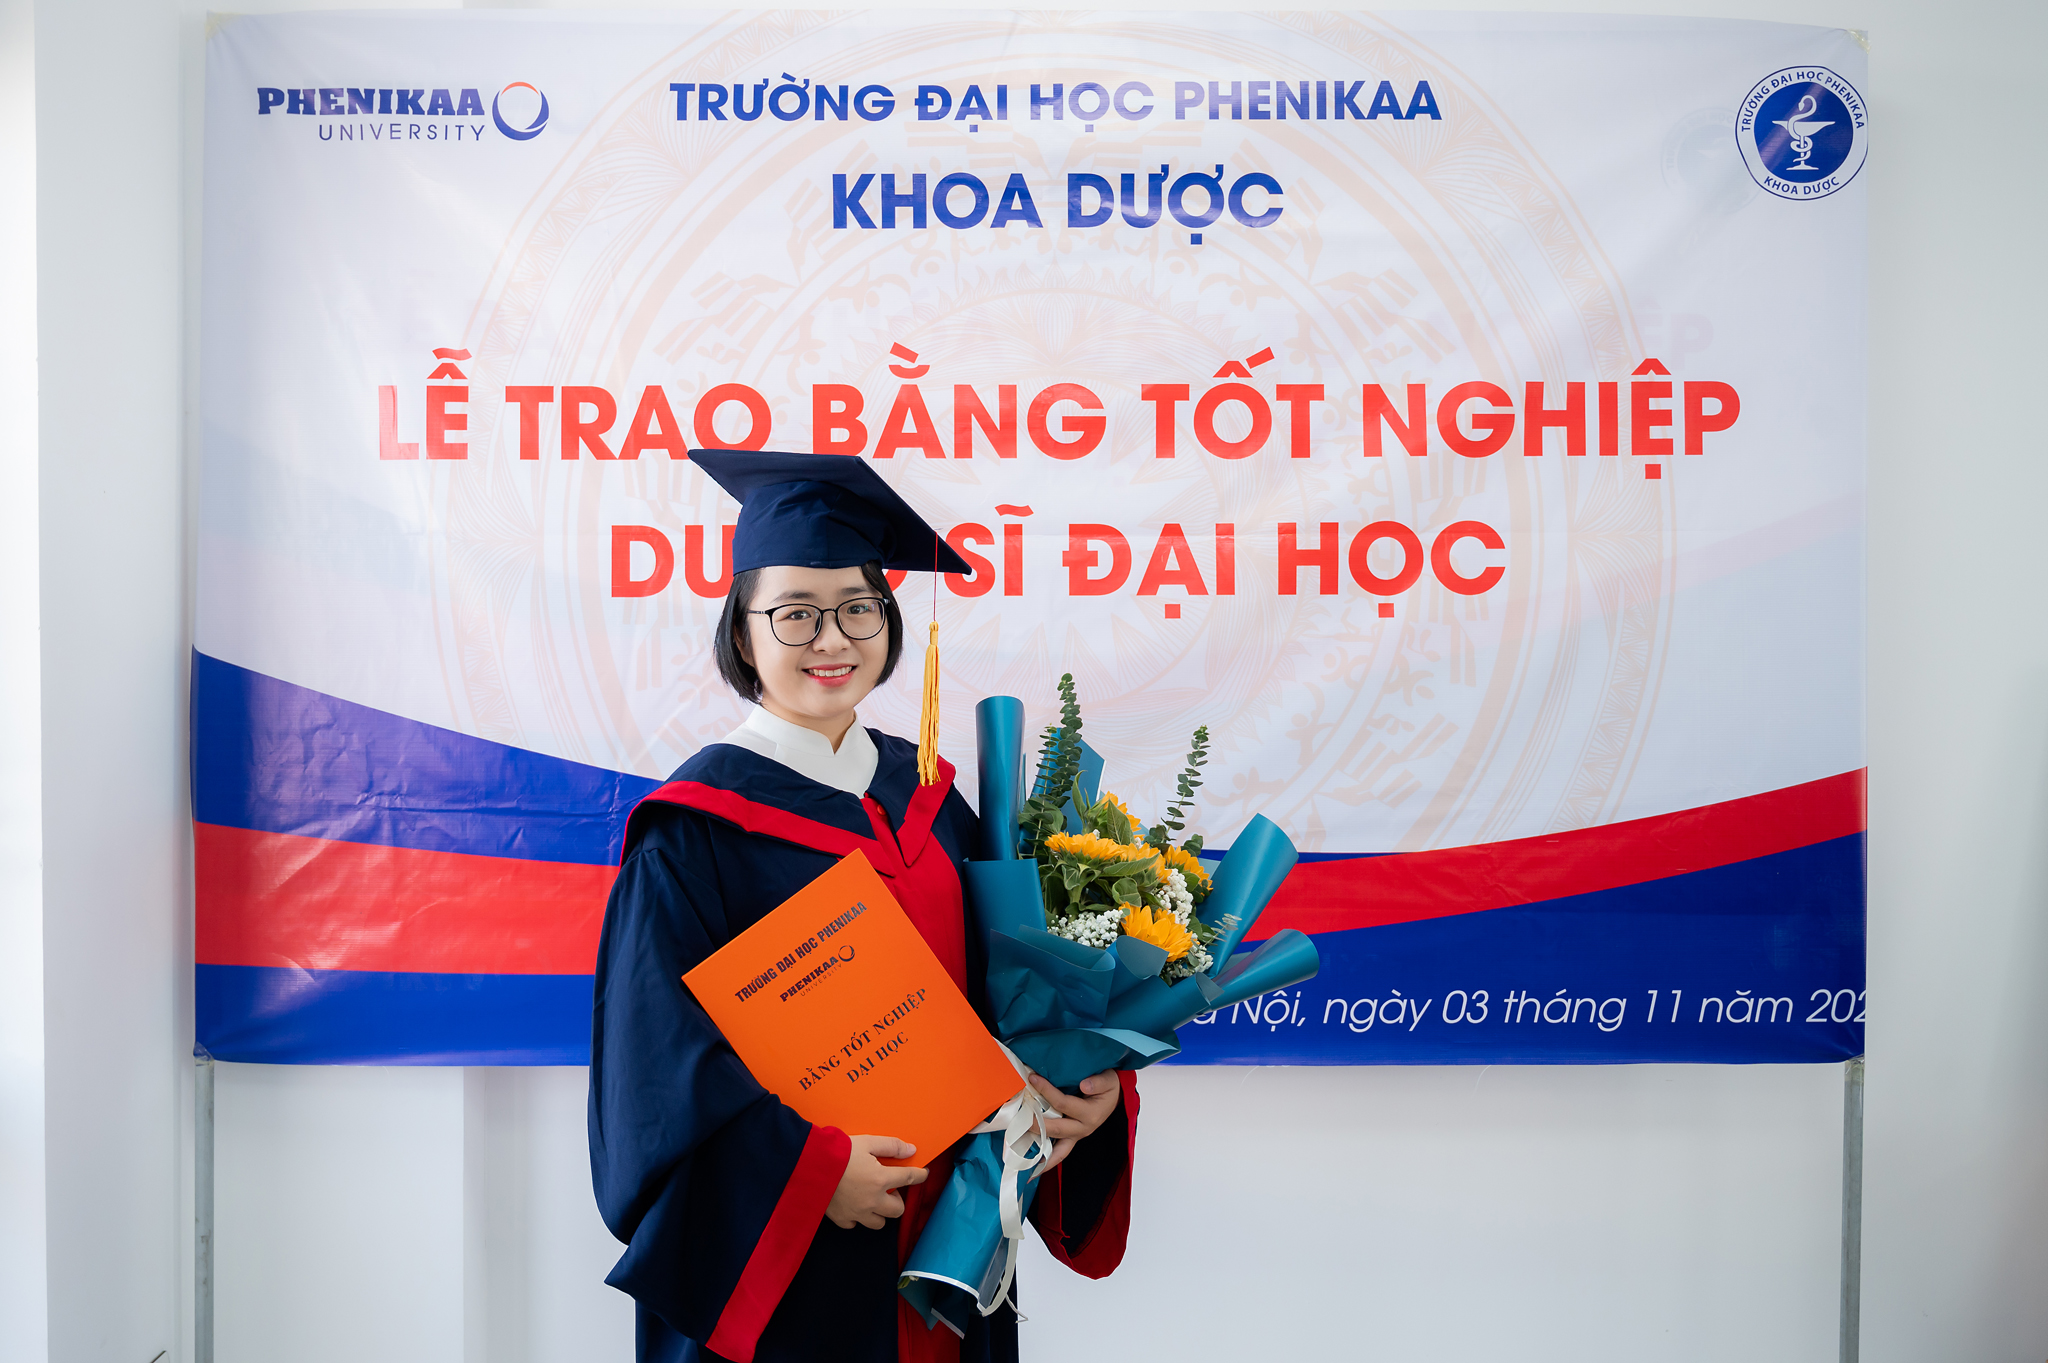 PHENIKAA
UNIVERSITY
TRƯỜNG ĐẠI HỌC PHENIKAA
KHOA DƯỢC
TRƯỜNG ĐẠI HỌC PHENIKAA
KHOA DƯỢC
LỄ TRAO BẰNG TỐT NGHIỆP
SĨ ĐẠI HỌC
TRƯỜNG ĐẠI HỌC PHENIKAA
PHENIKAA
UNIVERSITY
BẰNG TỐT NGHIỆP
ĐẠI HỌC
Nội, ngày 03 tháng 11 năm